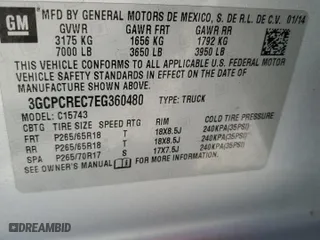 GM
MFD BY GENERAL MOTORS DE MEXICO, S. DE R.L. DE C.V. 01/14
GVWR GAWR FRT GAWR RR
3175 KG 1656 KG 1792 KG
7000 LB 3650 LB 3950 LB
THIS VEHICLE CONFORMS TO ALL APPLICABLE U.S. FEDERAL MOTOR
VEHICLE SAFETY STANDARDS IN EFFECT ON THE DATE OF
MANUFACTURE SHOWN ABOVE.
3GCPCREC7EG360480 TYPE: TRUCK
MODEL: C15743
CBTG TIRE SIZE SPEED RTG RIM COLD TIRE PRESSURE
FRT P265/65R18 T 18X8.5J 240KPA(35PSI)
RR P265/65R18 T 18X8.5J 240KPA(35PSI)
SPA P265/70R17 S 17X7.5J 240KPA(35PSI)
SEE OWNER'S MANUAL FOR ADDITIONAL INFORMATION
DREAMBID